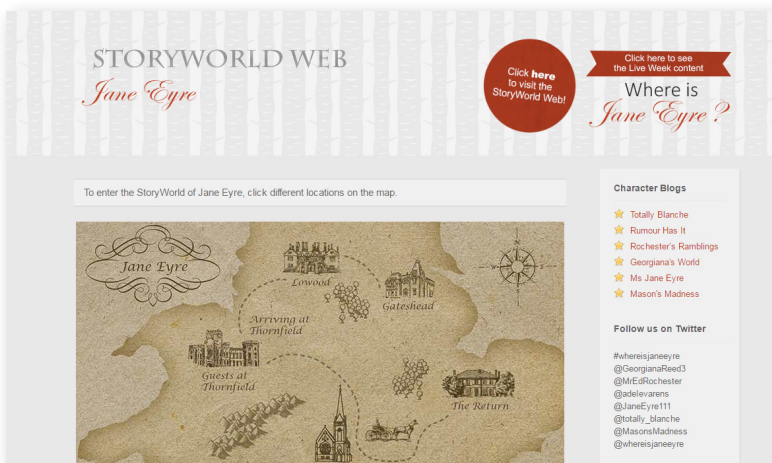 STORYWORLD WEB
Jane Eyre
Click here
to visit the
StoryWorld Web!
Click here to see
the Live Week content
Where is
Jane Eyre ?
To enter the StoryWorld of Jane Eyre, click different locations on the map.
Jane Eyre
N
Lowood
Gateshead
Arriving at
Thornfield
Guests at
Thornfield
The Return
Character Blogs
Totally Blanche
Rumour Has It
Rochester's Ramblings
Georgiana's World
Ms Jane Eyre
Mason's Madness
Follow us on Twitter
#whereisjaneeyre
@GeorgianaReed3
@MrEdRochester
@adelevarens
@JaneEyre111
@totally_blanche
@MasonsMadness
@whereisjaneeyre